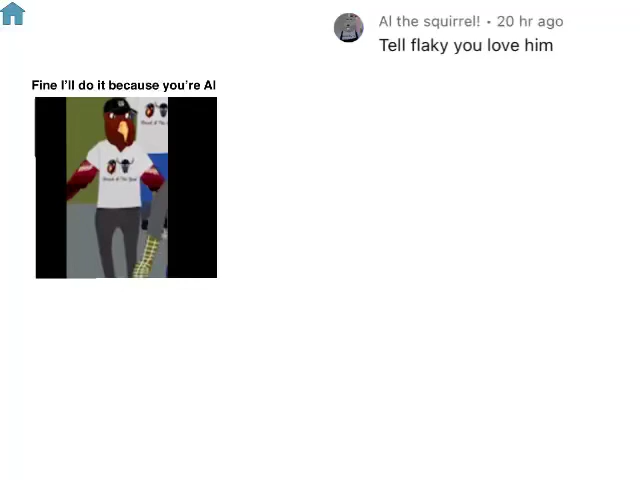 Al the squirrel! • 20 hr ago
Tell flaky you love him
Fine I'll do it because you're Al